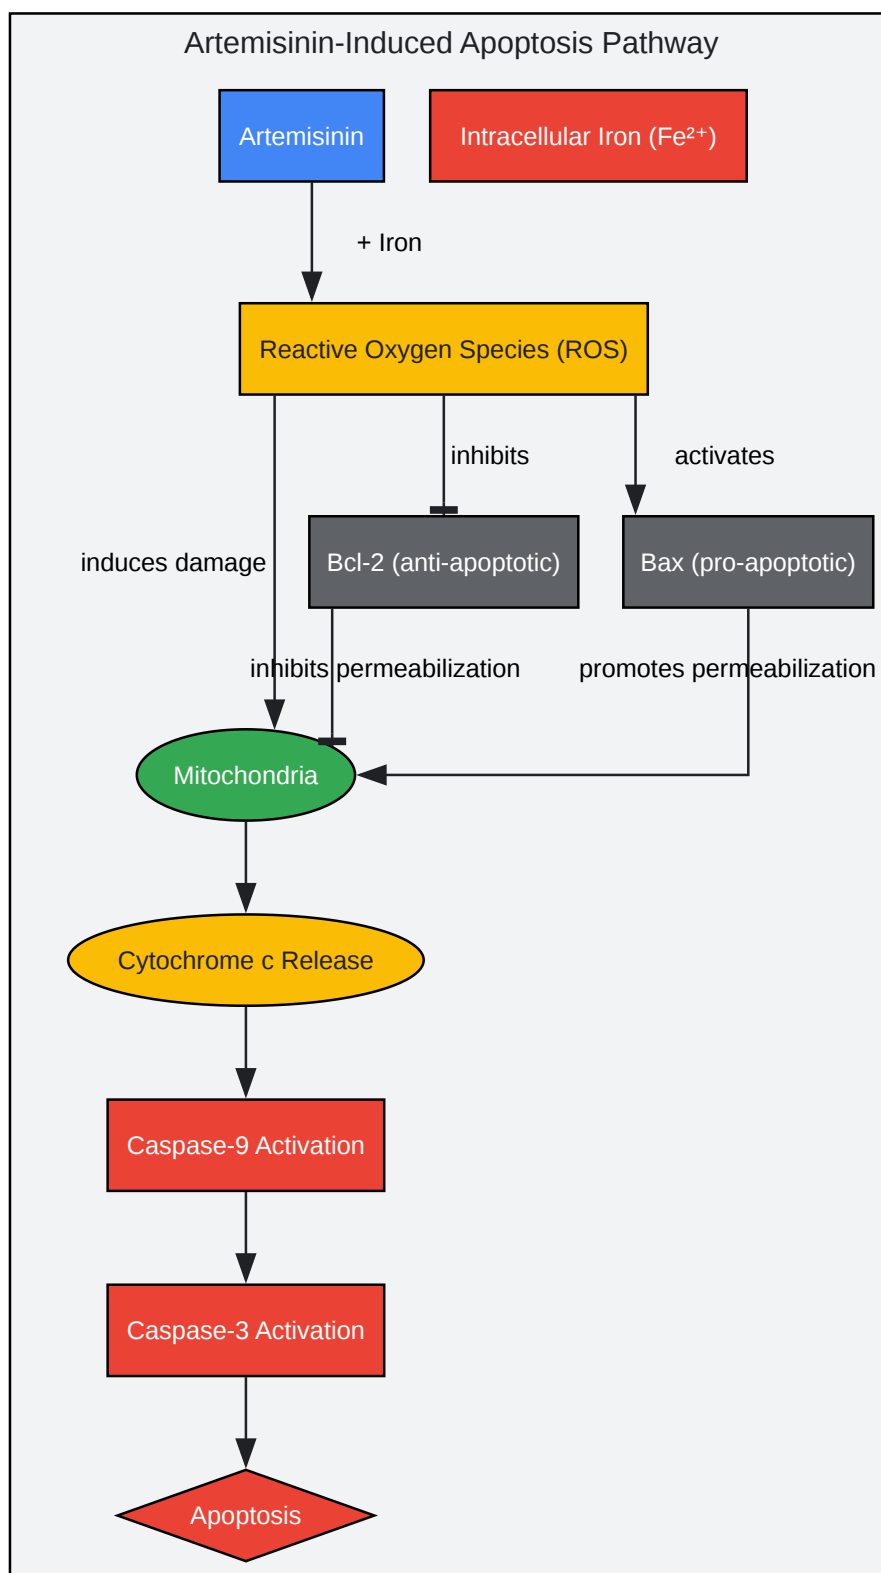 Artemisinin-Induced Apoptosis Pathway
Artemisinin
Intracellular Iron (Fe²⁺)
+ Iron
Reactive Oxygen Species (ROS)
inhibits
activates
induces damage
Bcl-2 (anti-apoptotic)
Bax (pro-apoptotic)
inhibits permeabilization
promotes permeabilization
Mitochondria
Cytochrome c Release
Caspase-9 Activation
Caspase-3 Activation
Apoptosis